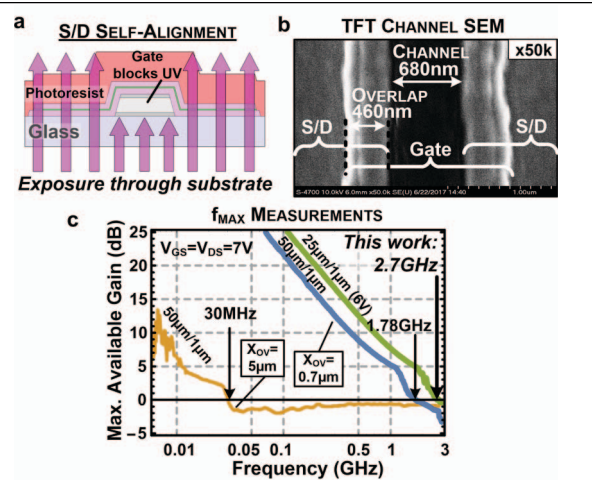 a
S/D SELF-ALIGNMENT
Gate
blocks UV
Photoresist
Glass
Exposure through substrate
b
TFT CHANNEL SEM
x50k
CHANNEL
680nm
OVERLAP
460nm
S/D
S/D
Gate
S-4700 10.0kV 6.0mm x50.0k SE(U) 6/22/2017 14:40
1.00um
c
fMAX MEASUREMENTS
Max. Available Gain (dB)
25
20
15
10
5
0
−5
VGS=VDS=7V
50µm/1µm
30MHz
XOV=
5µm
50µm/1µm
25µm/1µm (6V)
XOV=
0.7µm
This work:
2.7GHz
1.78GHz
0.01
0.05
0.1
0.5
1
3
Frequency (GHz)